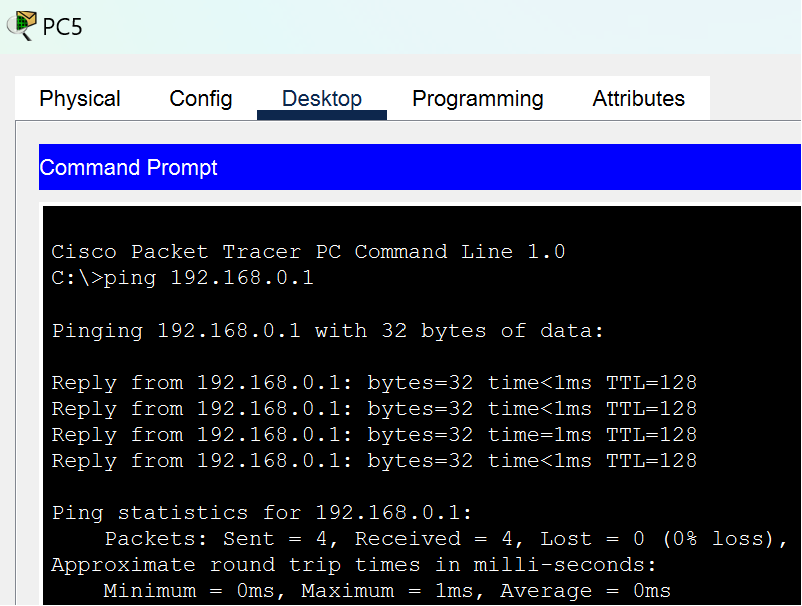 PC5
Physical Config Desktop Programming Attributes
Command Prompt
Cisco Packet Tracer PC Command Line 1.0
C:\>ping 192.168.0.1
Pinging 192.168.0.1 with 32 bytes of data:
Reply from 192.168.0.1: bytes=32 time<1ms TTL=128
Reply from 192.168.0.1: bytes=32 time<1ms TTL=128
Reply from 192.168.0.1: bytes=32 time=1ms TTL=128
Reply from 192.168.0.1: bytes=32 time<1ms TTL=128
Ping statistics for 192.168.0.1:
Packets: Sent = 4, Received = 4, Lost = 0 (0% loss),
Approximate round trip times in milli-seconds:
Minimum = 0ms, Maximum = 1ms, Average = 0ms